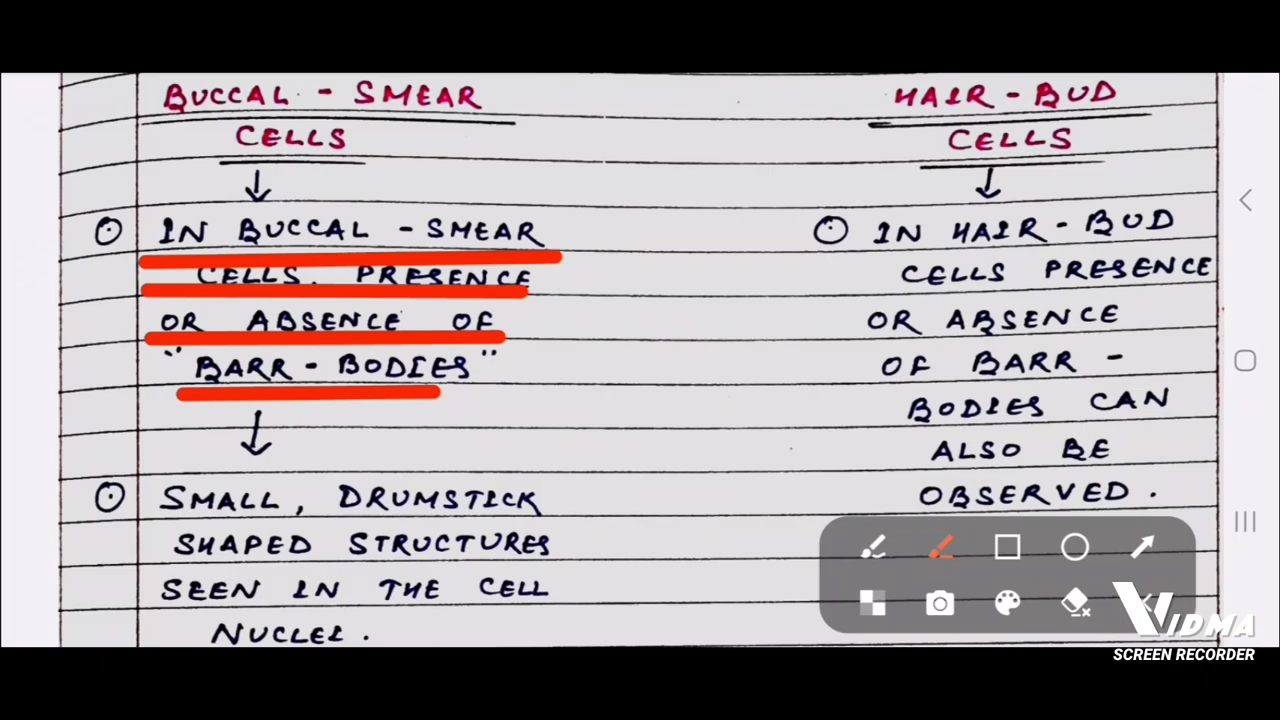 BUCCAL - SMEAR
CELLS
IN BUCCAL - SMEAR
CELLS, PRESENCE
OR ABSENCE OF
"BARR - BODIES"
SMALL, DRUMSTICK
SHAPED STRUCTURES
SEEN IN THE CELL
NUCLEI.
HAIR - BUD
CELLS
IN HAIR - BUD
CELLS PRESENCE
OR ABSENCE
OF BARR -
BODIES CAN
ALSO BE
OBSERVED.
VIDMA
SCREEN RECORDER